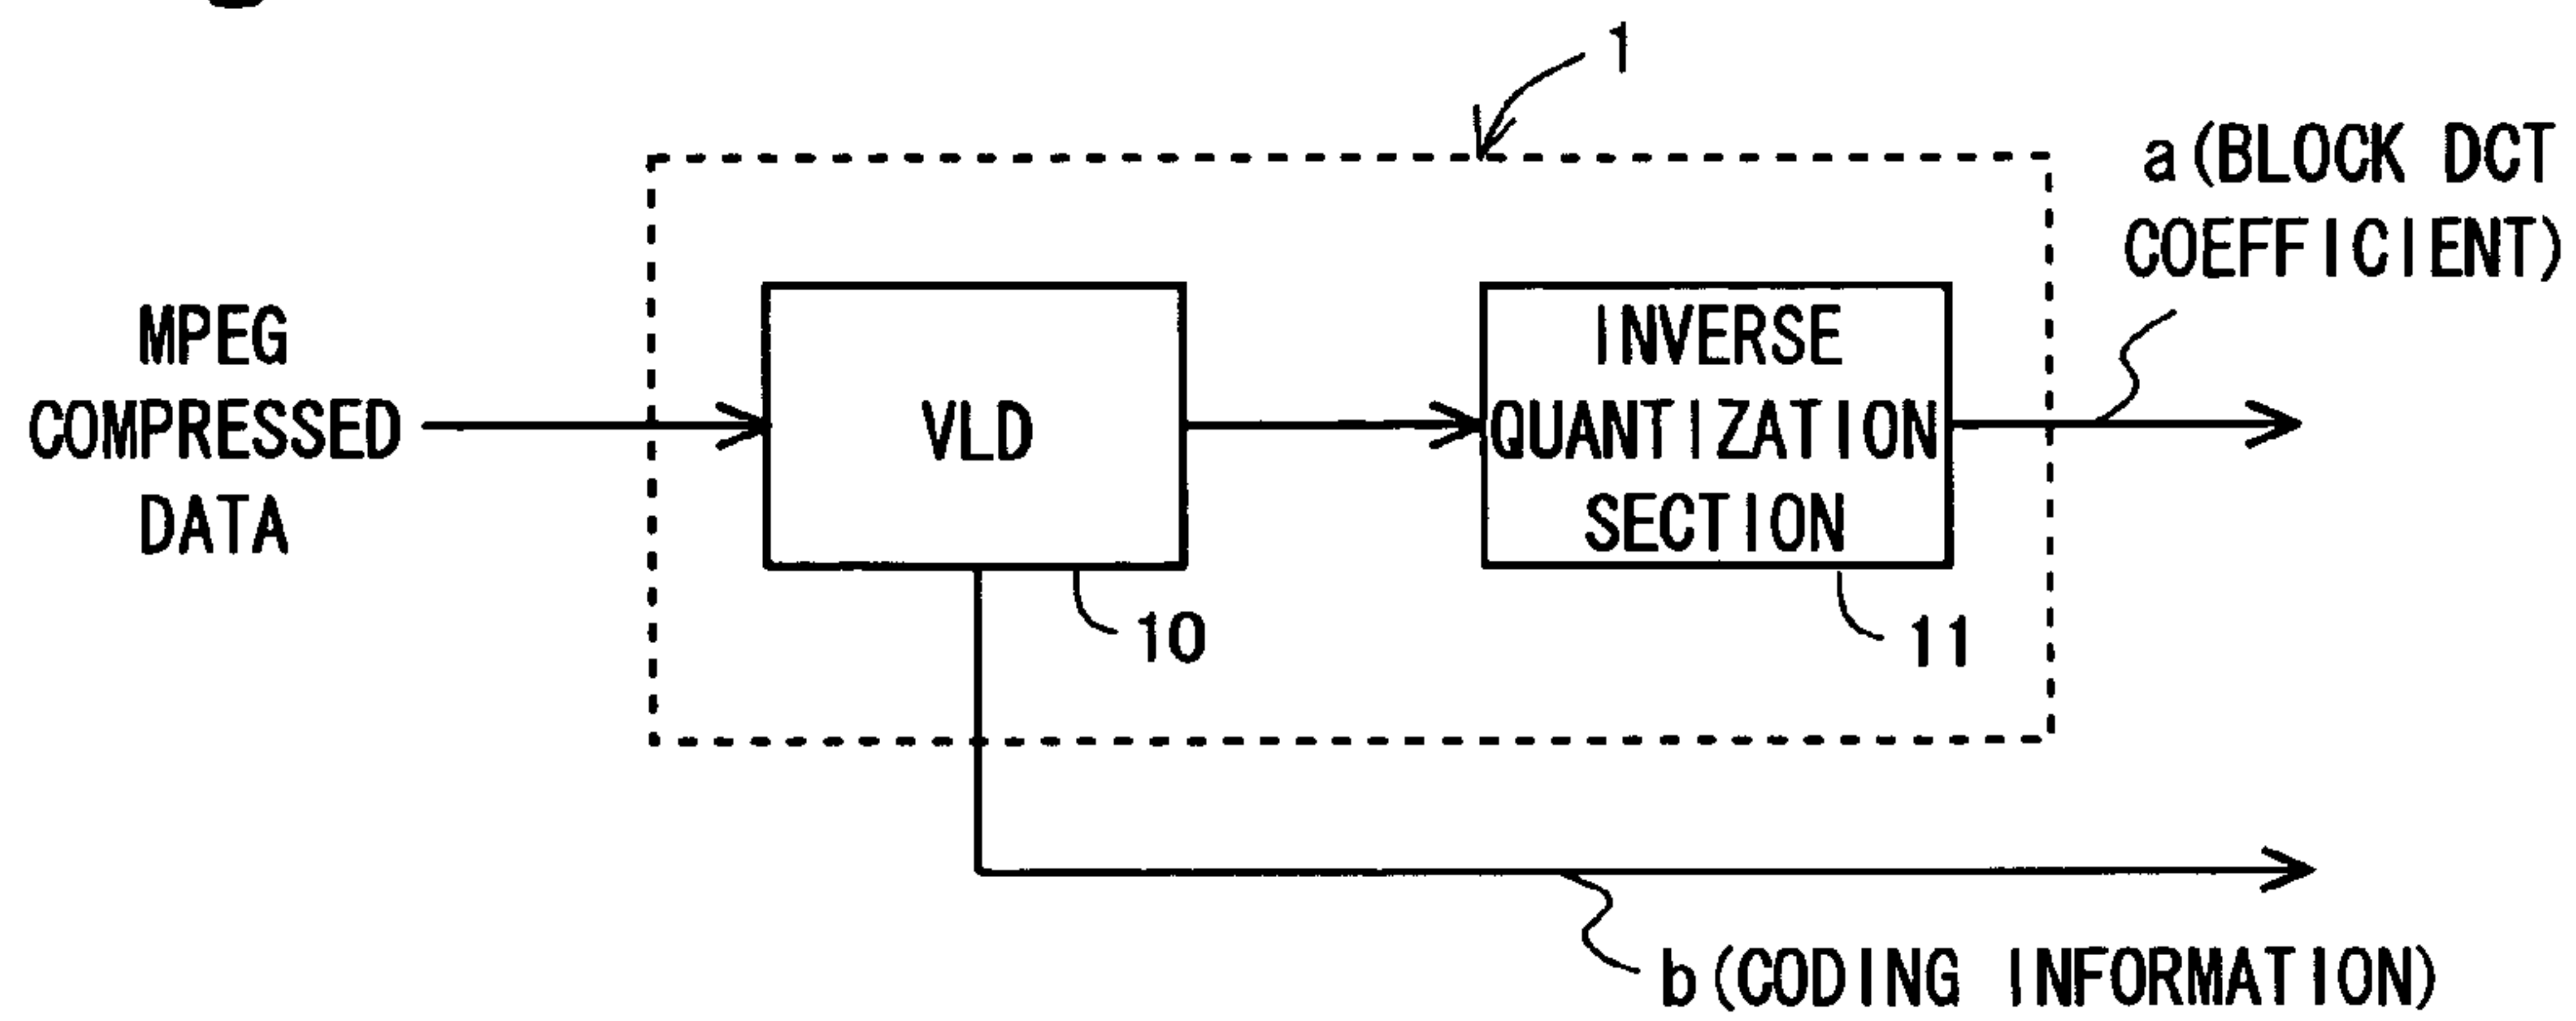 1
a(BLOCK DCT
COEFFICIENT)
MPEG
COMPRESSED
DATA
VLD
INVERSE
QUANTIZATION
SECTION
10
11
b(CODING INFORMATION)